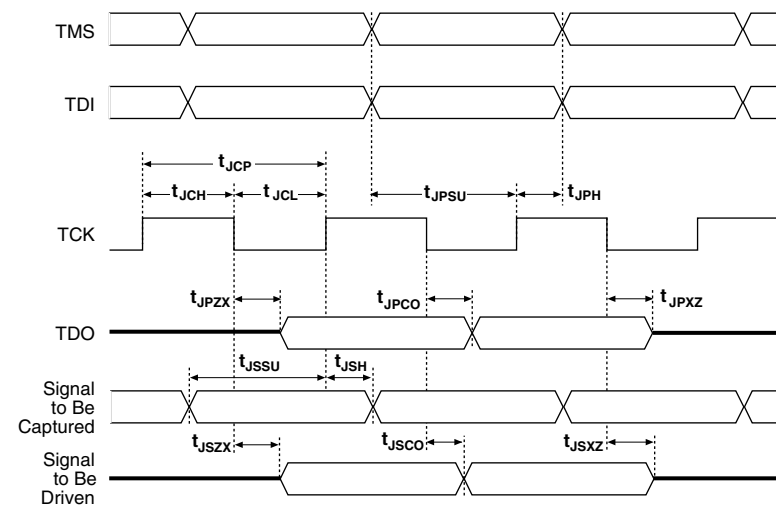 TMS
TDI
tJCP
tJCH
tJCL
tJPSU
tJPH
TCK
tJPZX
tJPCO
tJPXZ
TDO
tJSSU
tJSH
Signal
to Be
Captured
tJSZX
tJSCO
tJSXZ
Signal
to Be
Driven